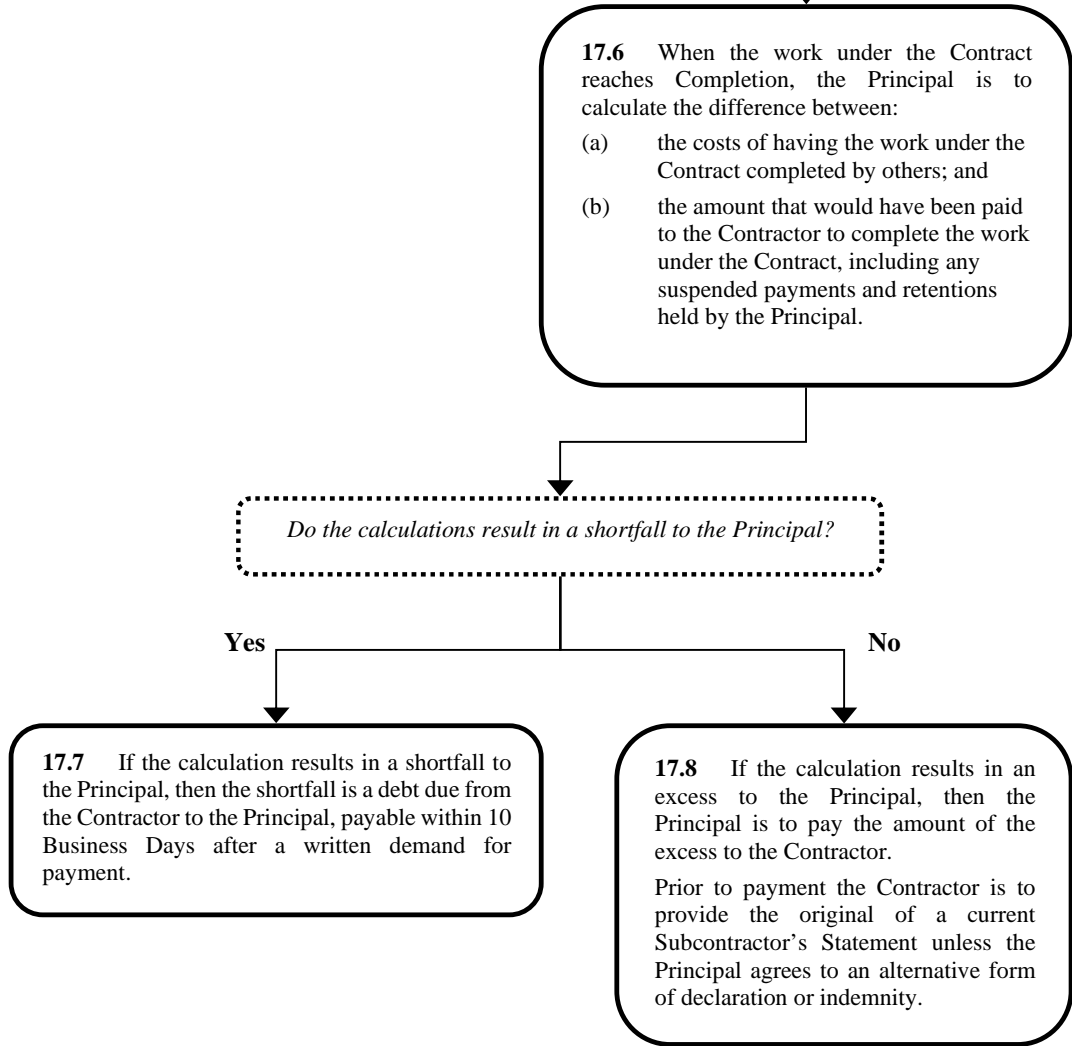 17.6 When the work under the Contract
reaches Completion, the Principal is to
calculate the difference between:
(a) the costs of having the work under the
Contract completed by others; and
(b) the amount that would have been paid
to the Contractor to complete the work
under the Contract, including any
suspended payments and retentions
held by the Principal.
Do the calculations result in a shortfall to the Principal?
Yes
No
17.7 If the calculation results in a shortfall to
the Principal, then the shortfall is a debt due from
the Contractor to the Principal, payable within 10
Business Days after a written demand for
payment.
17.8 If the calculation results in an
excess to the Principal, then the
Principal is to pay the amount of the
excess to the Contractor.
Prior to payment the Contractor is to
provide the original of a current
Subcontractor's Statement unless the
Principal agrees to an alternative form
of declaration or indemnity.